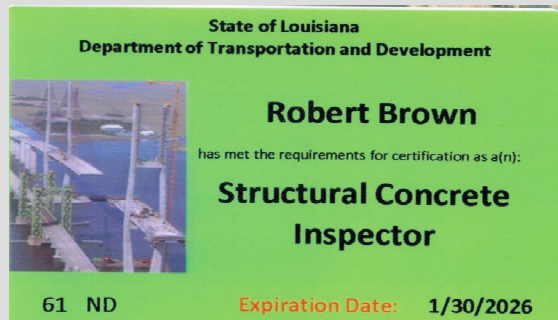 State of Louisiana
Department of Transportation and Development
Robert Brown
has met the requirements for certification as a(n):
Structural Concrete
Inspector
61 ND
Expiration Date: 1/30/2026